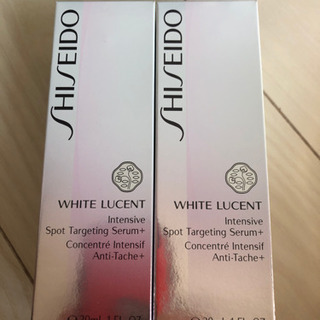 SHISEIDO
WHITE LUCENT
Intensive
Spot Targeting Serum+
Concentré Intensif
Anti-Tache+
SHISEIDO
WHITE LUCENT
Intensive
Spot Targeting Serum+
Concentré Intensif
Anti-Tache+